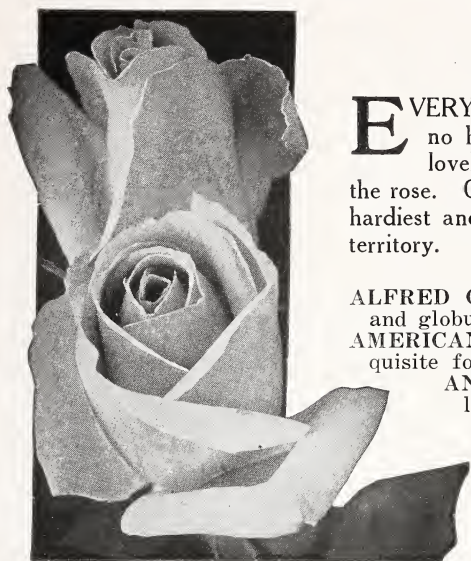 EVERY
no h
love
the rose. C
hardiest and
territory.
ALFRED C
and globu
AMERICAN
quisite fo
AN
l